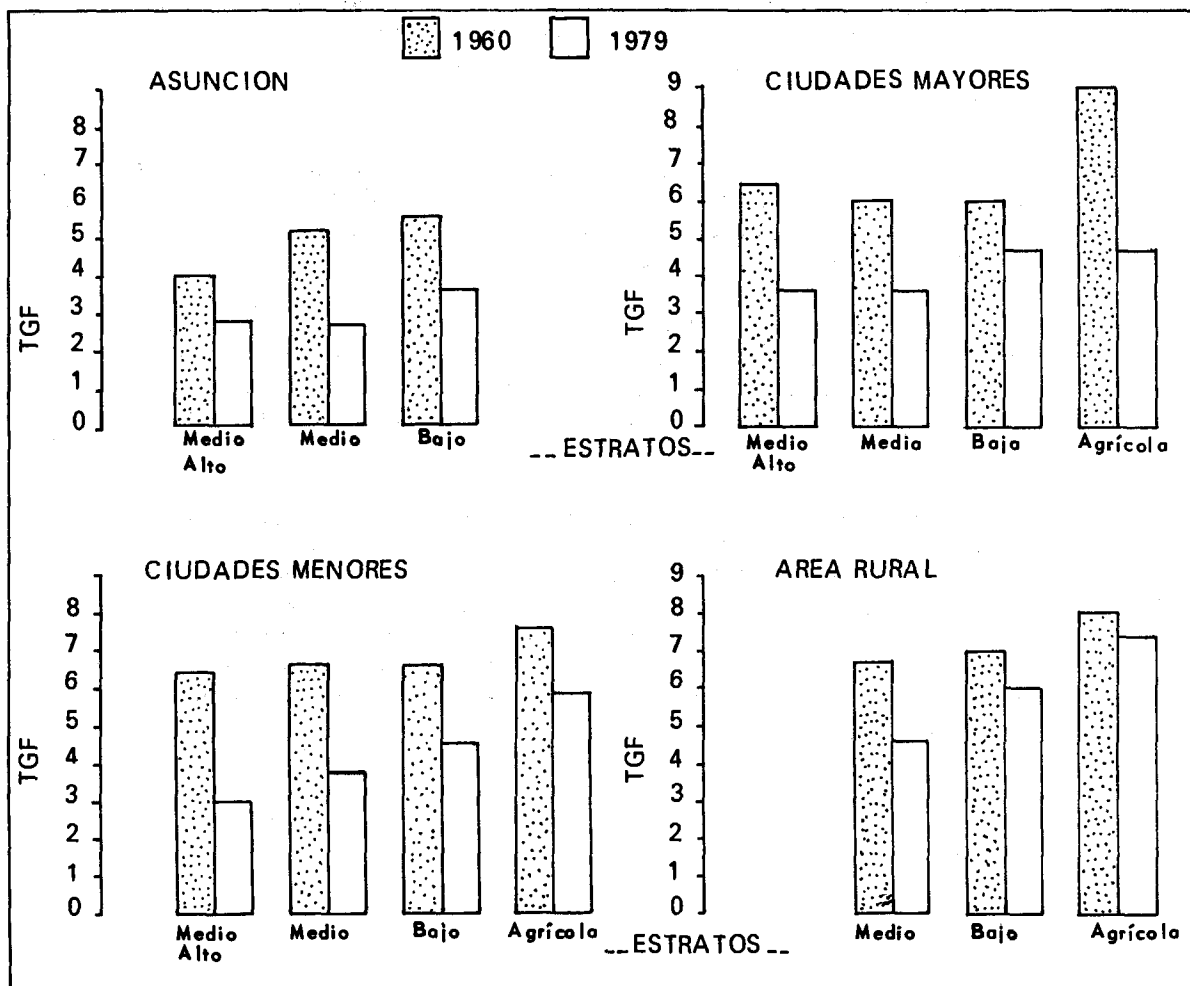 1960 1979
ASUNCION
8
7
6
5
4
3
2
1
0
TGF
Medio Alto
Medio
Bajo
CIUDADES MAYORES
9
8
7
6
5
4
3
2
1
0
TGF
Medio Alto
Media
Baja
Agrícola
__ESTRATOS__
CIUDADES MENORES
8
7
6
5
4
3
2
1
0
TGF
Medio Alto
Medio
Bajo
Agrícola
AREA RURAL
9
8
7
6
5
4
3
2
1
0
TGF
Medio
Bajo
Agrícola
__ESTRATOS__